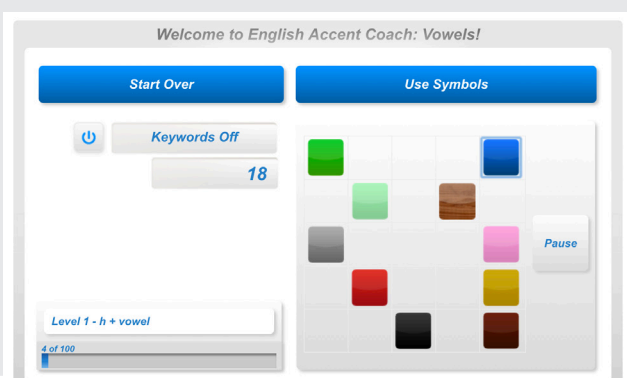 Welcome to English Accent Coach: Vowels!
Start Over
Use Symbols
Keywords Off
18
Pause
Level 1 - h + vowel
4 of 100